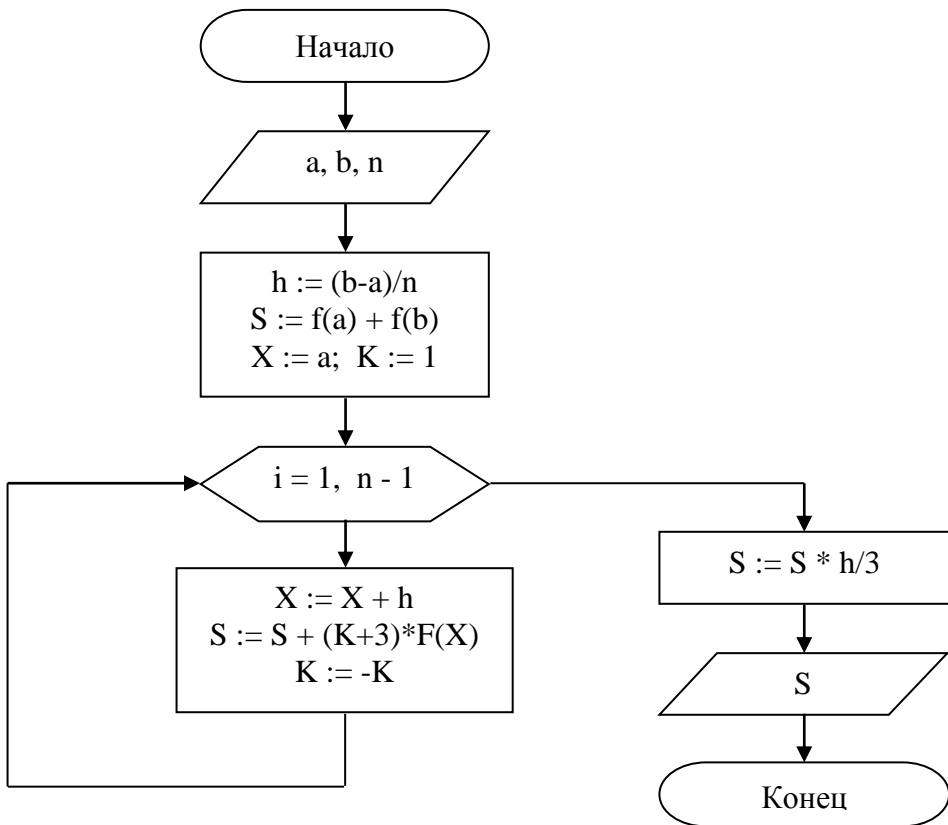 Начало
a, b, n
h := (b-a)/n
S := f(a) + f(b)
X := a; K := 1
i = 1, n - 1
X := X + h
S := S + (K+3)*F(X)
K := -K
S := S * h/3
S
Конец